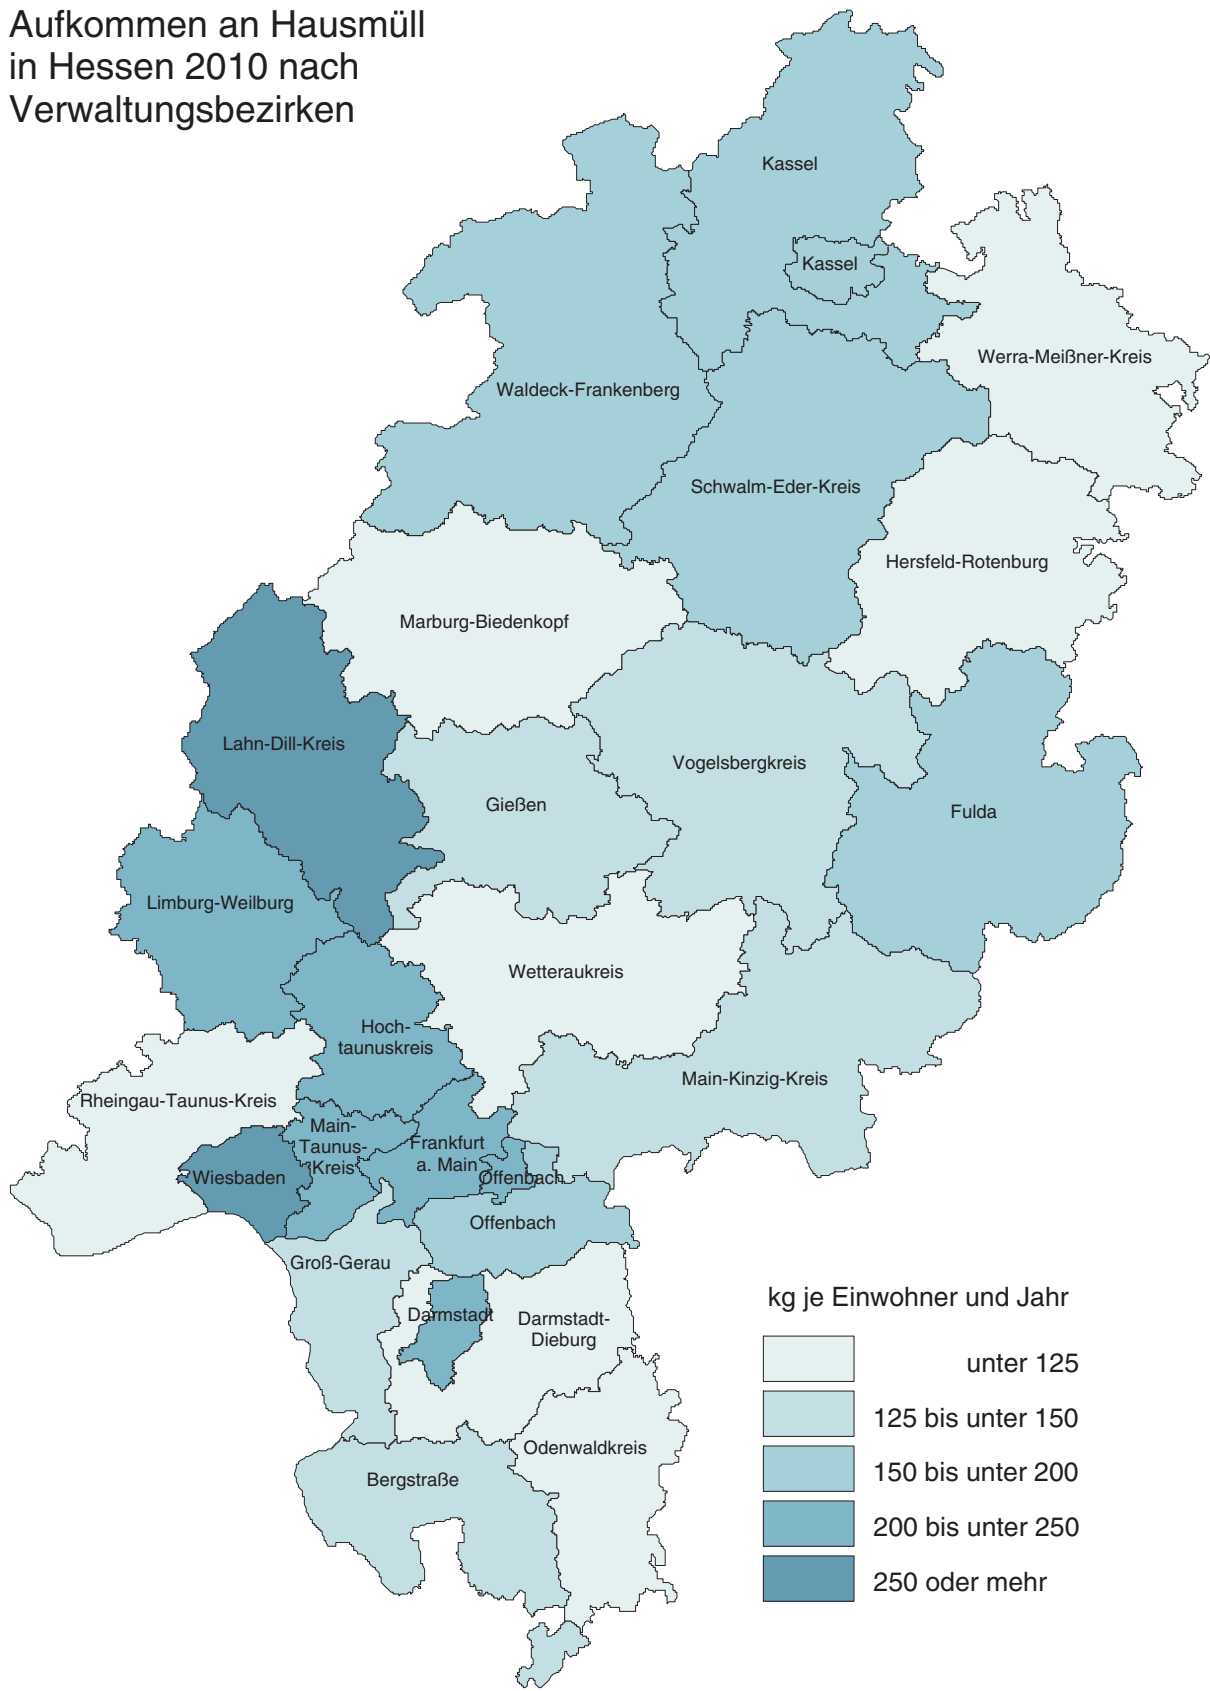 Aufkommen an Hausmüll
in Hessen 2010 nach
Verwaltungsbezirken
Kassel
Kassel
Werra-Meißner-Kreis
Waldeck-Frankenberg
Schwalm-Eder-Kreis
Hersfeld-Rotenburg
Marburg-Biedenkopf
Lahn-Dill-Kreis
Vogelsbergkreis
Gießen
Fulda
Limburg-Weilburg
Wetteraukreis
Hoch-
taunuskreis
Main-Kinzig-Kreis
Rheingau-Taunus-Kreis
Main-
Taunus-
Kreis
Frankfurt
a. Main
Wiesbaden
Offenbach
Offenbach
Groß-Gerau
Darmstadt
Darmstadt-
Dieburg
Odenwaldkreis
Bergstraße
kg je Einwohner und Jahr
unter 125
125 bis unter 150
150 bis unter 200
200 bis unter 250
250 oder mehr